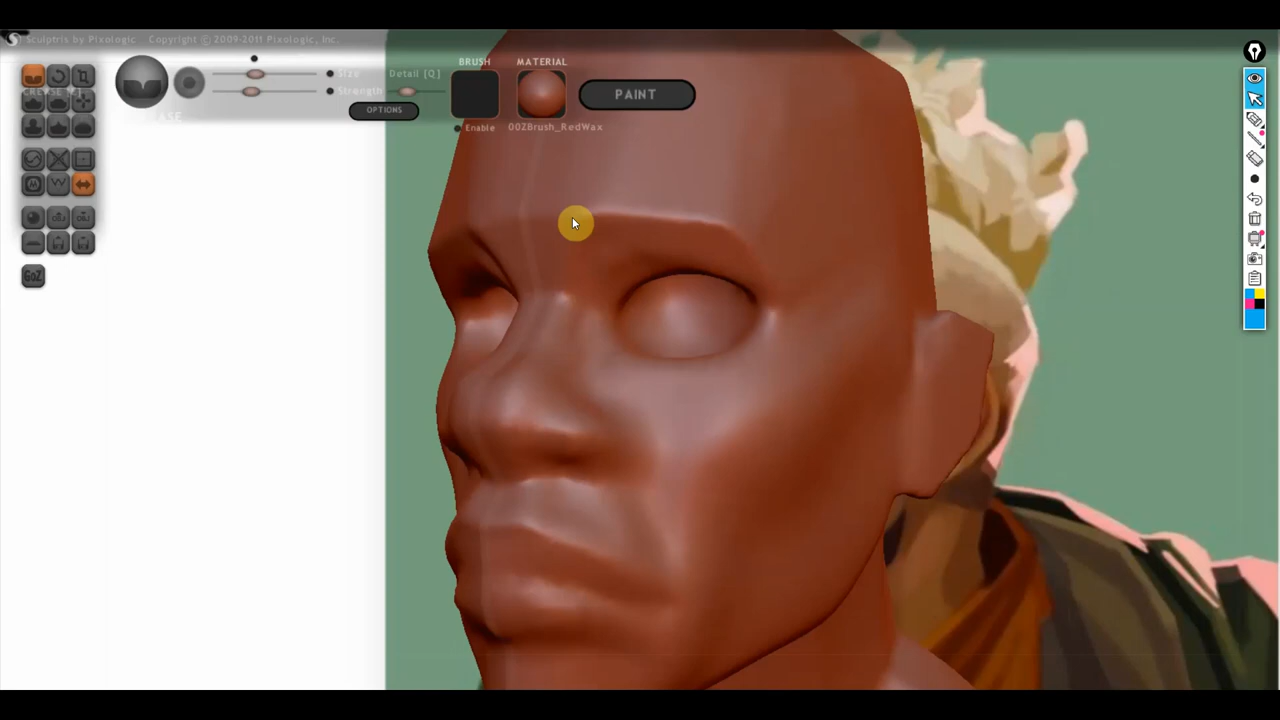 Sculptris by Pixologic Copyright © 2009-2011 Pixologic, Inc.
BRUSH
MATERIAL
Size
Detail [Q]
Strength
PAINT
OPTIONS
Enable
00ZBrush_RedWax
GoZ